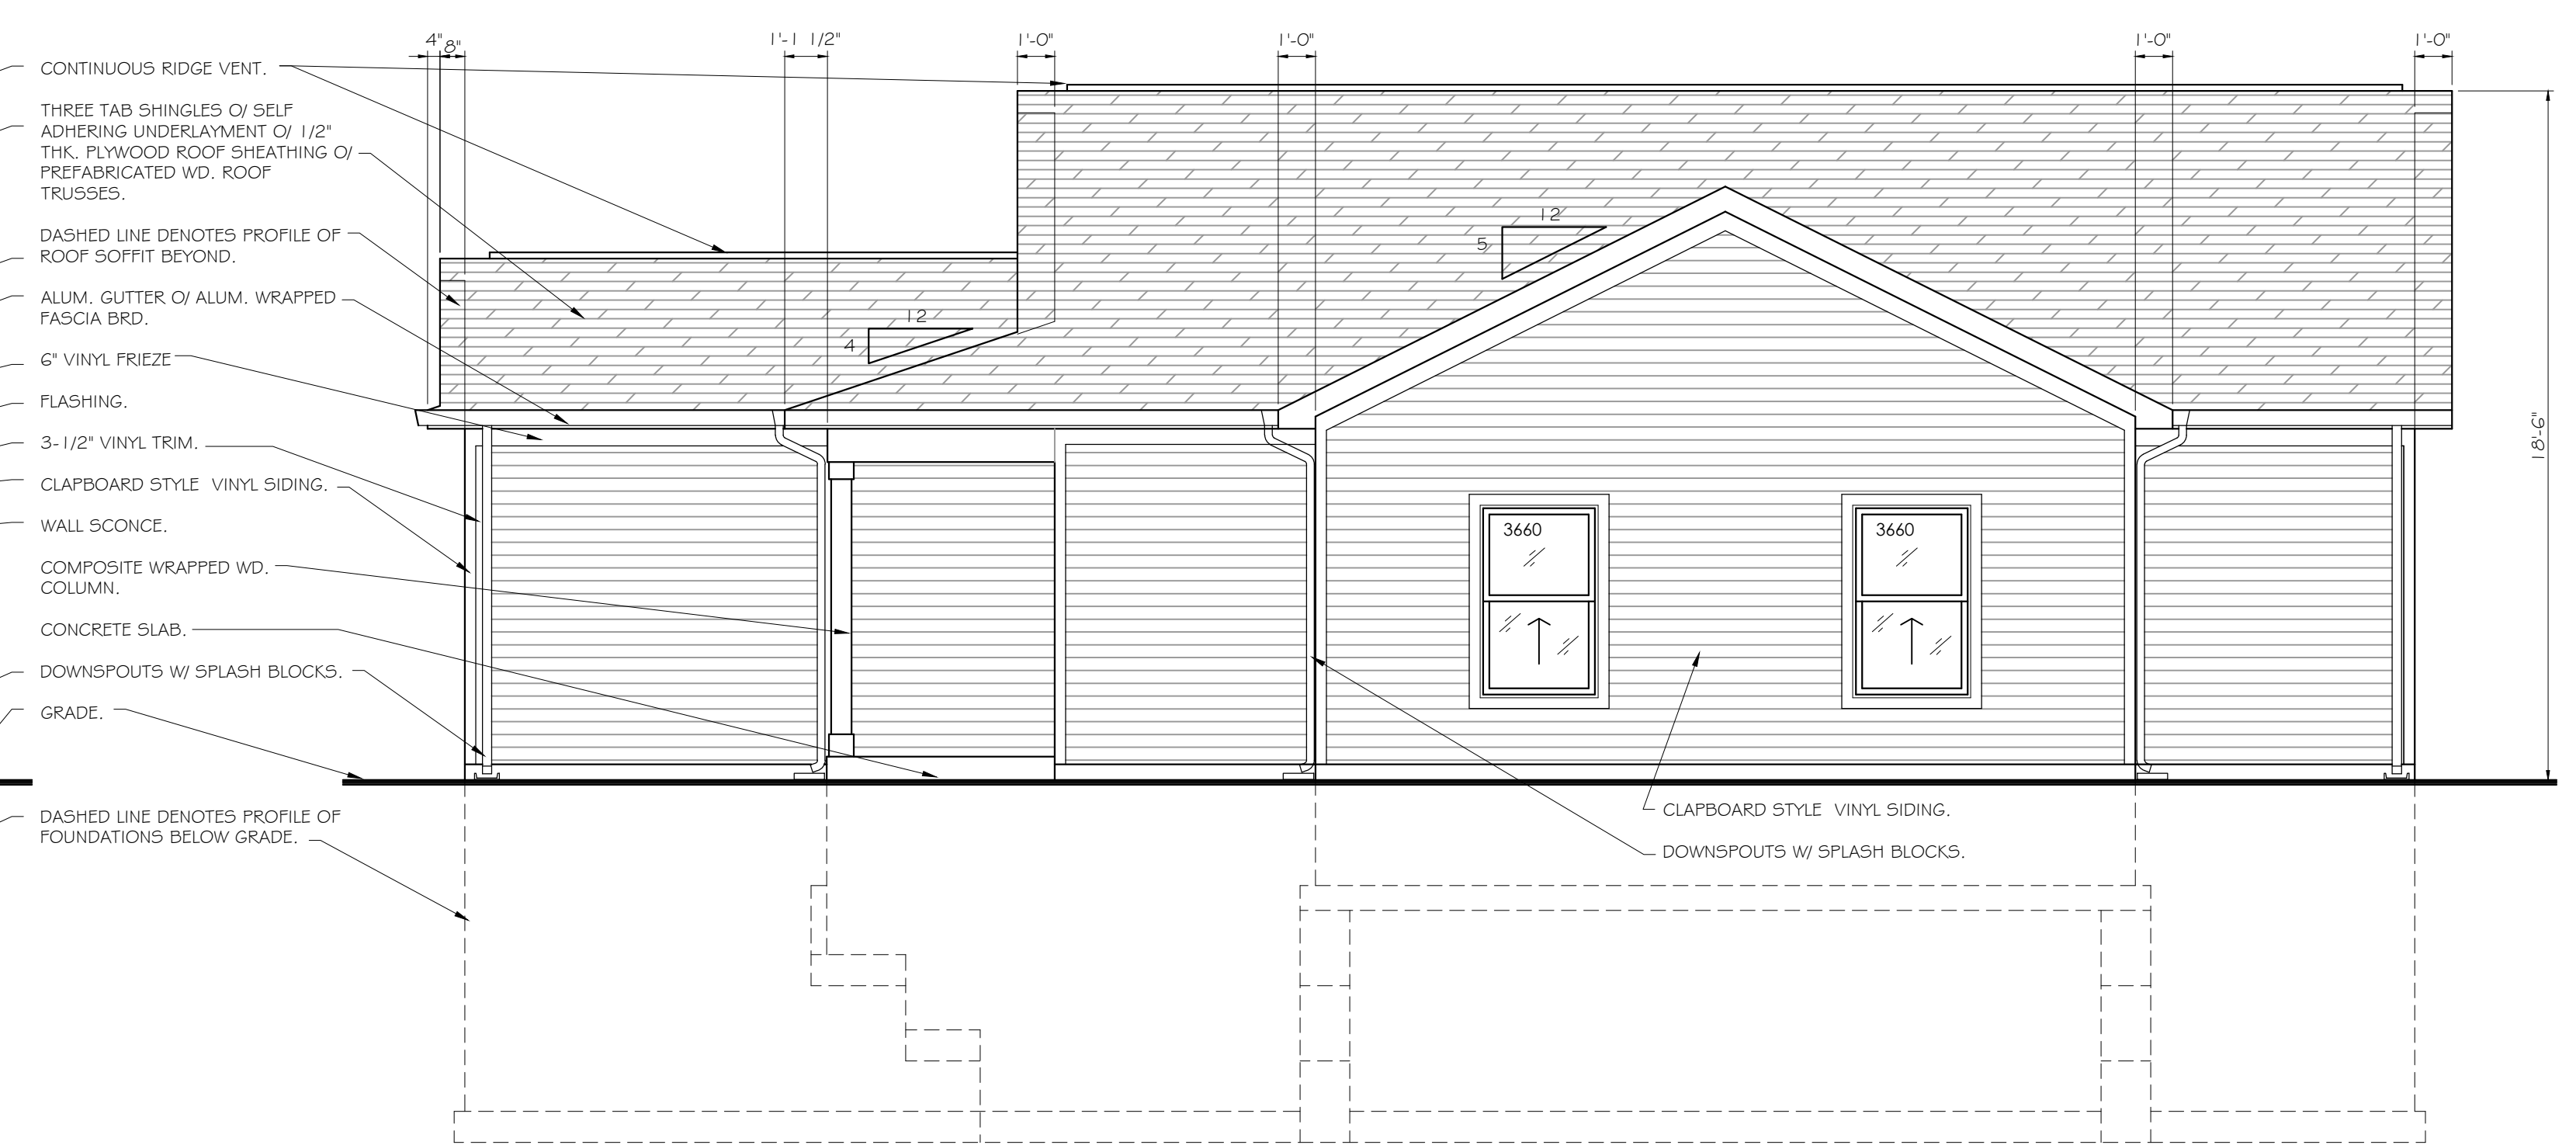 4" 8" 1'-1 1/2" 1'-0" 1'-0" 1'-0" 1'-0"
CONTINUOUS RIDGE VENT.
THREE TAB SHINGLES O/ SELF
ADHERING UNDERLAYMENT O/ 1/2"
THK. PLYWOOD ROOF SHEATHING O/
PREFABRICATED WD. ROOF
TRUSSES.
DASHED LINE DENOTES PROFILE OF
ROOF SOFFIT BEYOND.
ALUM. GUTTER O/ ALUM. WRAPPED
FASCIA BRD.
6" VINYL FRIEZE
FLASHING.
3-1/2" VINYL TRIM.
CLAPBOARD STYLE VINYL SIDING.
WALL SCONCE.
COMPOSITE WRAPPED WD.
COLUMN.
CONCRETE SLAB.
DOWNSPOUTS W/ SPLASH BLOCKS.
GRADE.
DASHED LINE DENOTES PROFILE OF
FOUNDATIONS BELOW GRADE.
12
4
12
5
3660
3660
18'-6"
CLAPBOARD STYLE VINYL SIDING.
DOWNSPOUTS W/ SPLASH BLOCKS.